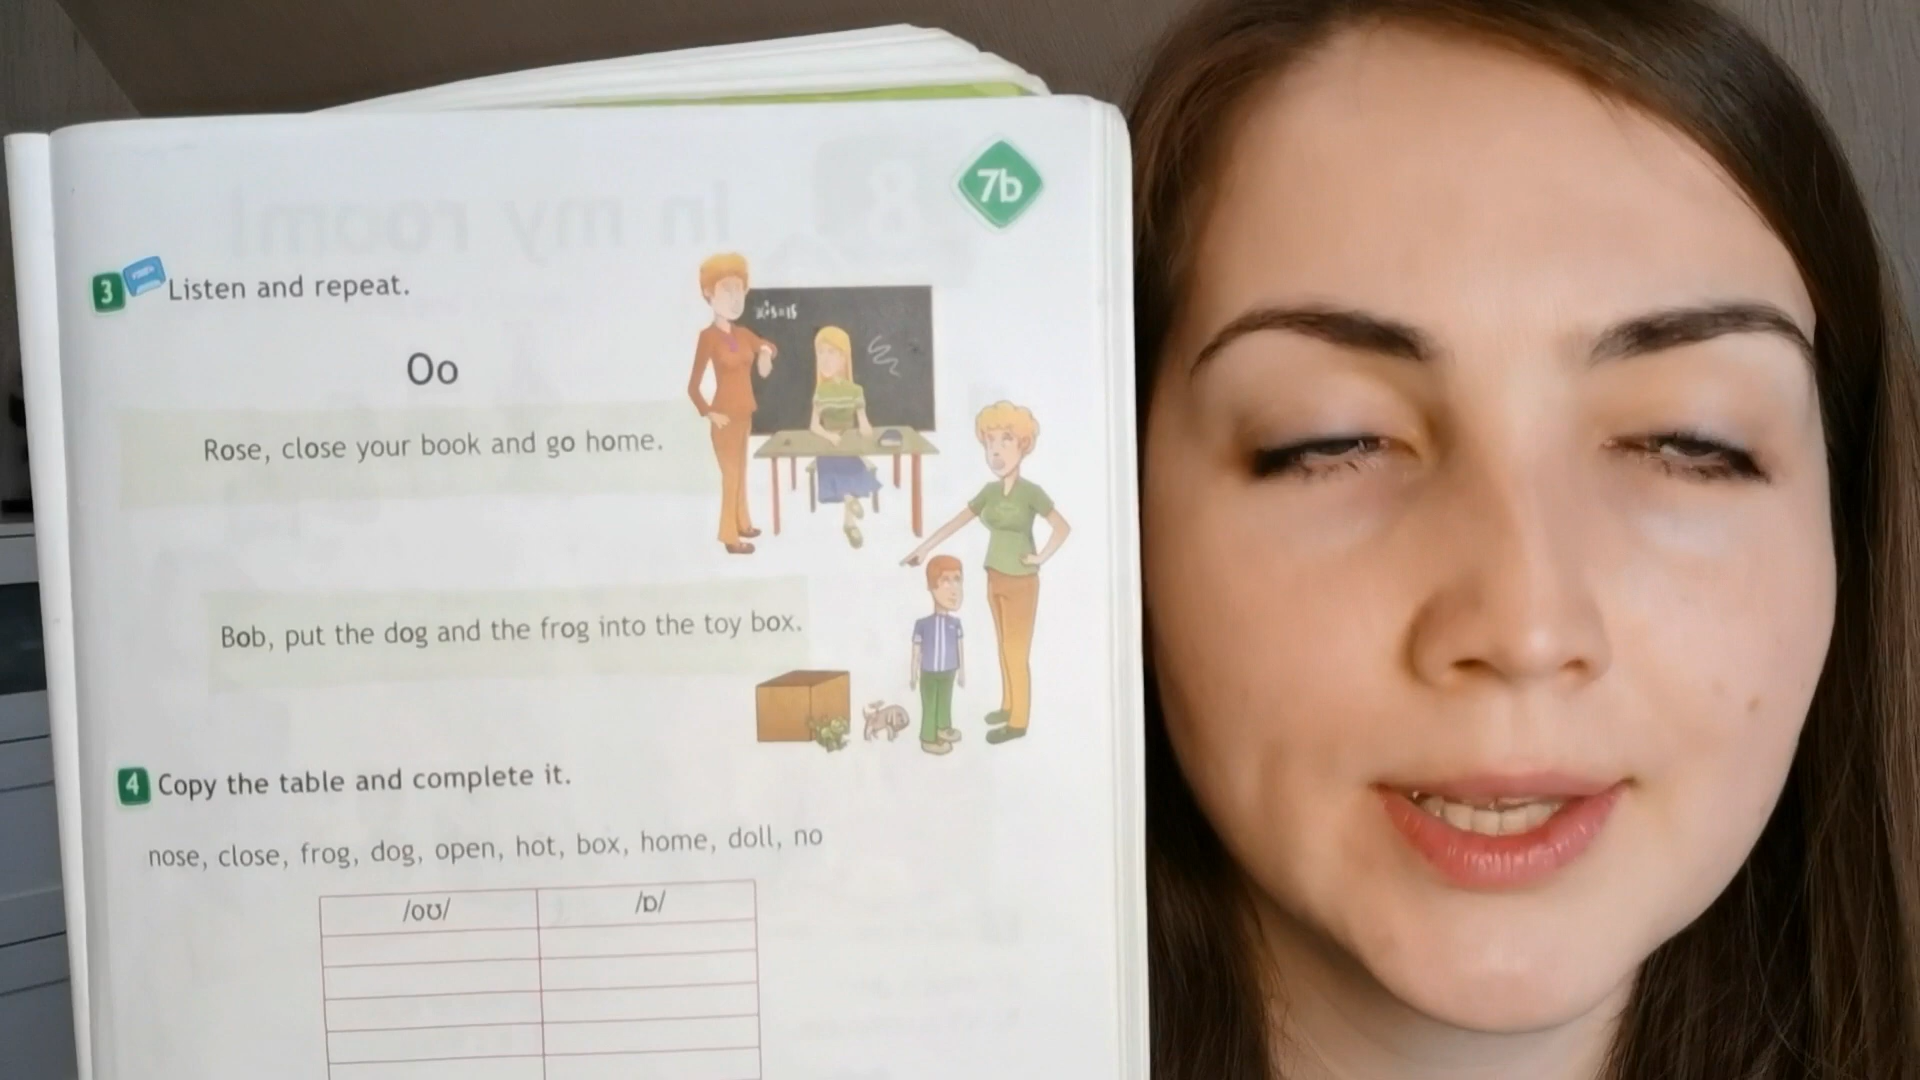 7b
3 Listen and repeat.
Oo
Rose, close your book and go home.
Bob, put the dog and the frog into the toy box.
4 Copy the table and complete it.
nose, close, frog, dog, open, hot, box, home, doll, no
/oʊ/ /ɒ/